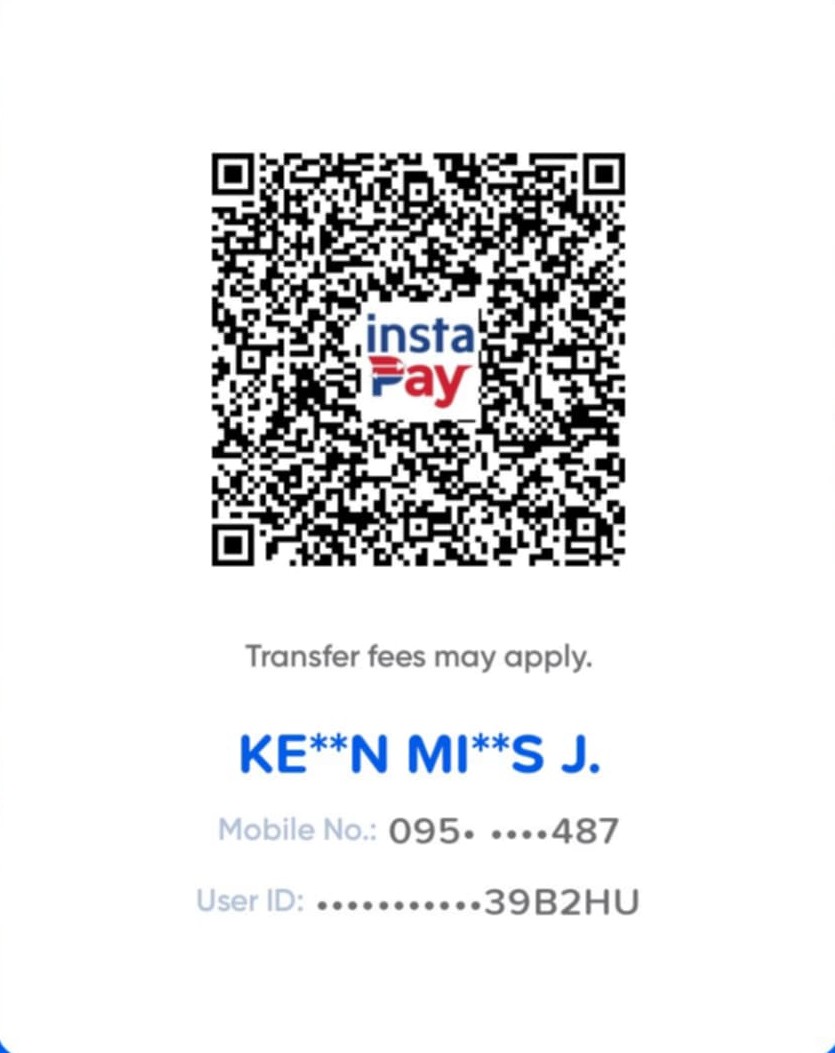 insta
Pay
Transfer fees may apply.
KE**N MI**S J.
Mobile No.: 095• ••••487
User ID: •••••••••••39B2HU